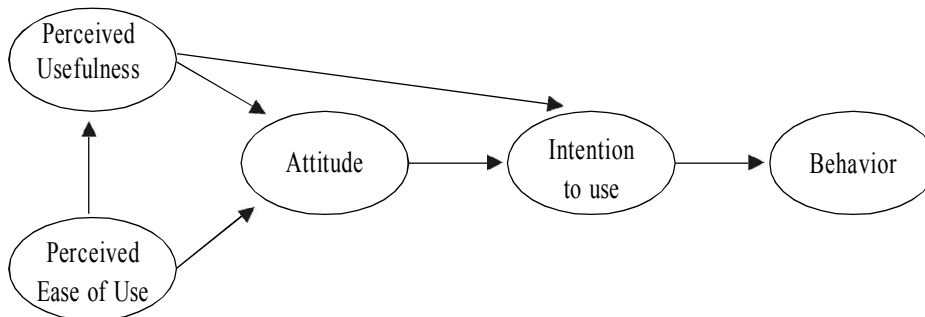 Perceived
Usefulness
Attitude
Intention
to use
Behavior
Perceived
Ease of Use